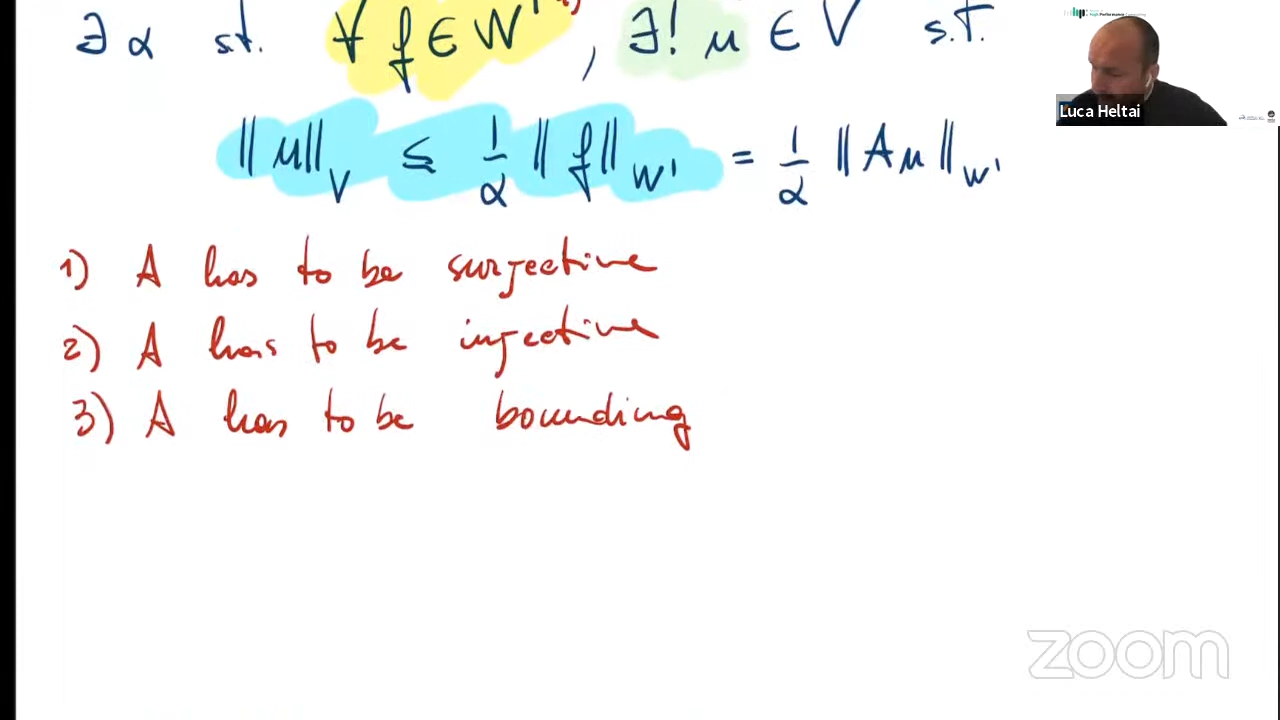 ∃ α s.t. ∀ f ∈ W' , ∃! u ∈ V s.t.
‖u‖_V ≤ 1/α ‖f‖_W' = 1/α ‖Au‖_W'
1) A has to be surjective
2) A has to be injective
3) A has to be bounding
Luca Heltai
zoom